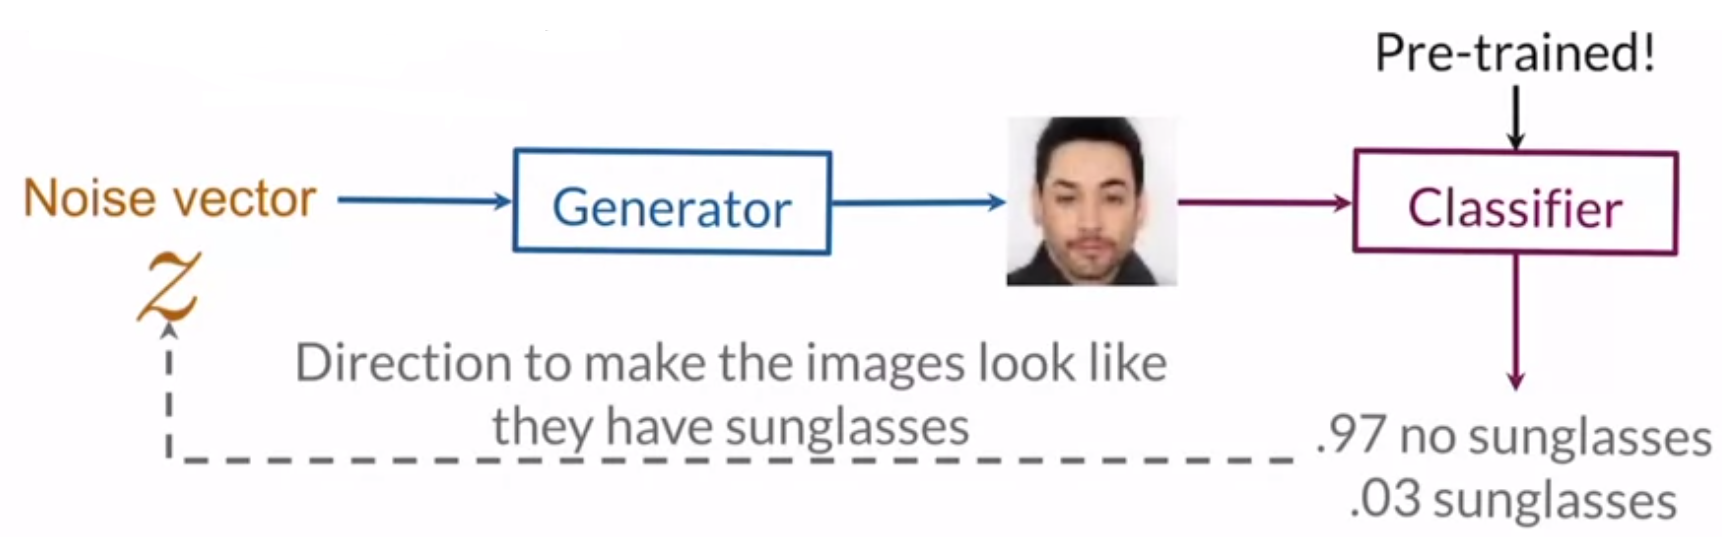 Pre-trained!
Noise vector
Generator
Classifier
z
Direction to make the images look like
they have sunglasses
.97 no sunglasses
.03 sunglasses